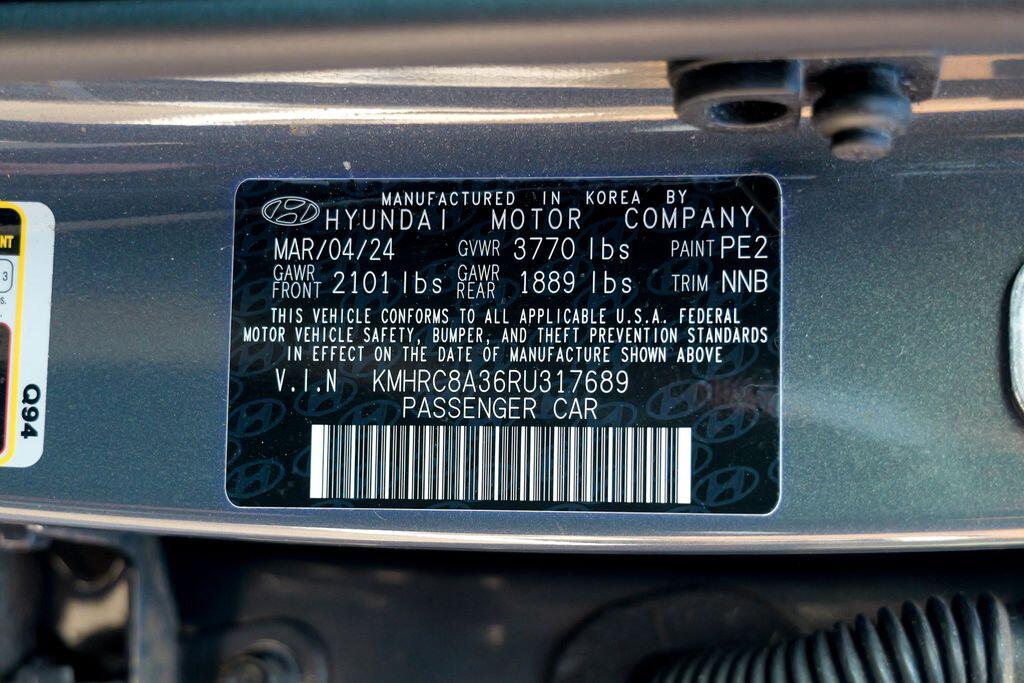 MANUFACTURED IN KOREA BY
HYUNDAI MOTOR COMPANY
MAR/04/24 GVWR 3770 lbs PAINT PE2
GAWR FRONT 2101 lbs GAWR REAR 1889 lbs TRIM NNB
THIS VEHICLE CONFORMS TO ALL APPLICABLE U.S.A. FEDERAL
MOTOR VEHICLE SAFETY, BUMPER, AND THEFT PREVENTION STANDARDS
IN EFFECT ON THE DATE OF MANUFACTURE SHOWN ABOVE
V.I.N KMHRC8A36RU317689
PASSENGER CAR
NT
3
Q94